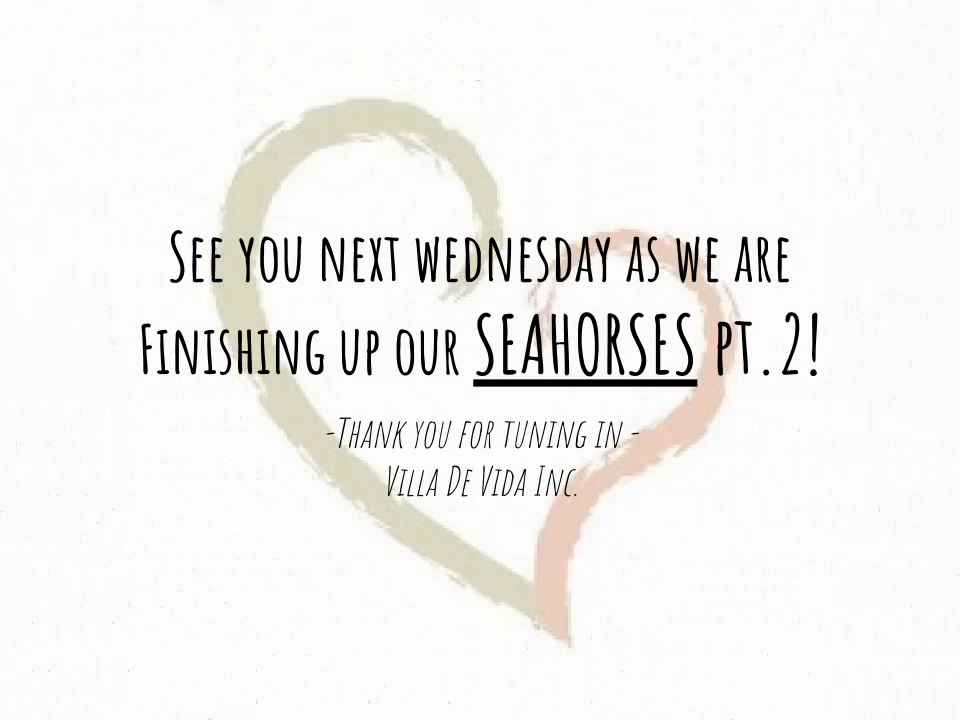 See you next wednesday as we are
Finishing up our SEAHORSES pt.2!
-Thank you for tuning in -
Villa De Vida Inc.